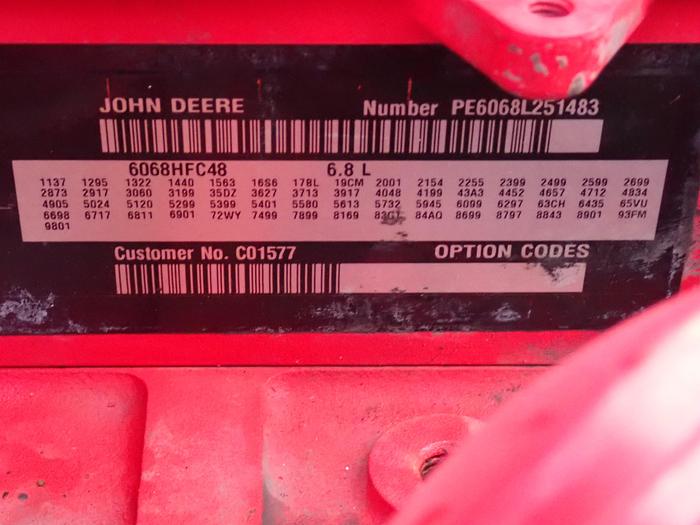 JOHN DEERE Number PE6068L251483
6068HFC48 6.8 L
1137 1295 1322 1440 1563 16S6 17BL 19CM 2001 2154 2255 2399 2499 2599 2699
2873 2917 3060 3199 35DZ 3627 3713 3917 4048 4199 43A3 4452 4657 4712 4834
4905 5024 5120 5299 5399 5401 5580 5613 5732 5945 6099 6297 63CH 6435 65VU
6698 6717 6811 6901 72WY 7499 7899 8169 84AQ 8699 8797 8843 8901 93FM
9801
Customer No. C01577 OPTION CODES